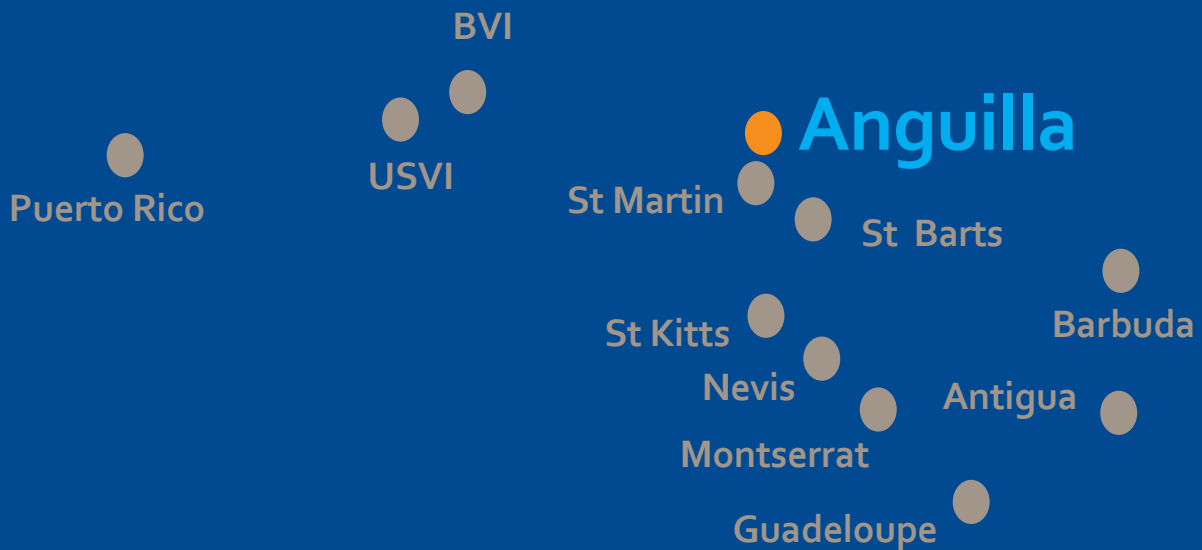 BVI
Anguilla
USVI
Puerto Rico
St Martin
St Barts
Barbuda
St Kitts
Nevis
Antigua
Montserrat
Guadeloupe